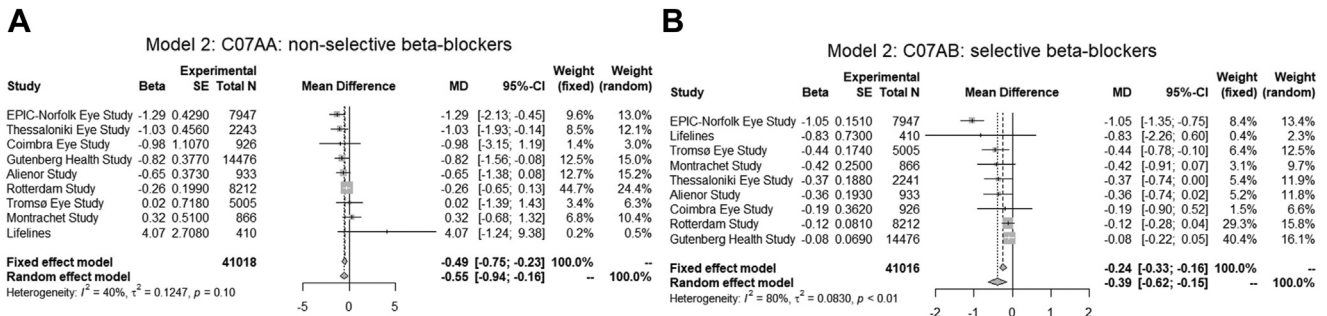 A
Model 2: C07AA: non-selective beta-blockers
Experimental Weight Weight
Study Beta SE Total N Mean Difference MD 95%-CI (fixed) (random)
EPIC-Norfolk Eye Study -1.29 0.4290 7947 -1.29 [-2.13; -0.45] 9.6% 13.0%
Thessaloniki Eye Study -1.03 0.4560 2243 -1.03 [-1.93; -0.14] 8.5% 12.1%
Coimbra Eye Study -0.98 1.1070 926 -0.98 [-3.15; 1.19] 1.4% 3.0%
Gutenberg Health Study -0.82 0.3770 14476 -0.82 [-1.56; -0.08] 12.5% 15.0%
Alienor Study -0.65 0.3730 933 -0.65 [-1.38; 0.08] 12.7% 15.2%
Rotterdam Study -0.26 0.1990 8212 -0.26 [-0.65; 0.13] 44.7% 24.4%
Tromsø Eye Study 0.02 0.7180 5005 0.02 [-1.39; 1.43] 3.4% 6.3%
Montrachet Study 0.32 0.5100 866 0.32 [-0.68; 1.32] 6.8% 10.4%
Lifelines 4.07 2.7080 410 4.07 [-1.24; 9.38] 0.2% 0.5%
Fixed effect model 41018 -0.49 [-0.75; -0.23] 100.0% --
Random effect model -0.55 [-0.94; -0.16] -- 100.0%
Heterogeneity: I² = 40%, τ² = 0.1247, p = 0.10
-5 0 5
B
Model 2: C07AB: selective beta-blockers
Experimental Weight Weight
Study Beta SE Total N Mean Difference MD 95%-CI (fixed) (random)
EPIC-Norfolk Eye Study -1.05 0.1510 7947 -1.05 [-1.35; -0.75] 8.4% 13.4%
Lifelines -0.83 0.7300 410 -0.83 [-2.26; 0.60] 0.4% 2.3%
Tromsø Eye Study -0.44 0.1740 5005 -0.44 [-0.78; -0.10] 6.4% 12.5%
Montrachet Study -0.42 0.2500 866 -0.42 [-0.91; 0.07] 3.1% 9.7%
Thessaloniki Eye Study -0.37 0.1880 2241 -0.37 [-0.74; 0.00] 5.4% 11.9%
Alienor Study -0.36 0.1930 933 -0.36 [-0.74; 0.02] 5.2% 11.8%
Coimbra Eye Study -0.19 0.3620 926 -0.19 [-0.90; 0.52] 1.5% 6.6%
Rotterdam Study -0.12 0.0810 8212 -0.12 [-0.28; 0.04] 29.3% 15.8%
Gutenberg Health Study -0.08 0.0690 14476 -0.08 [-0.22; 0.05] 40.4% 16.1%
Fixed effect model 41016 -0.24 [-0.33; -0.16] 100.0% --
Random effect model -0.39 [-0.62; -0.15] -- 100.0%
Heterogeneity: I² = 80%, τ² = 0.0830, p < 0.01
-2 -1 0 1 2